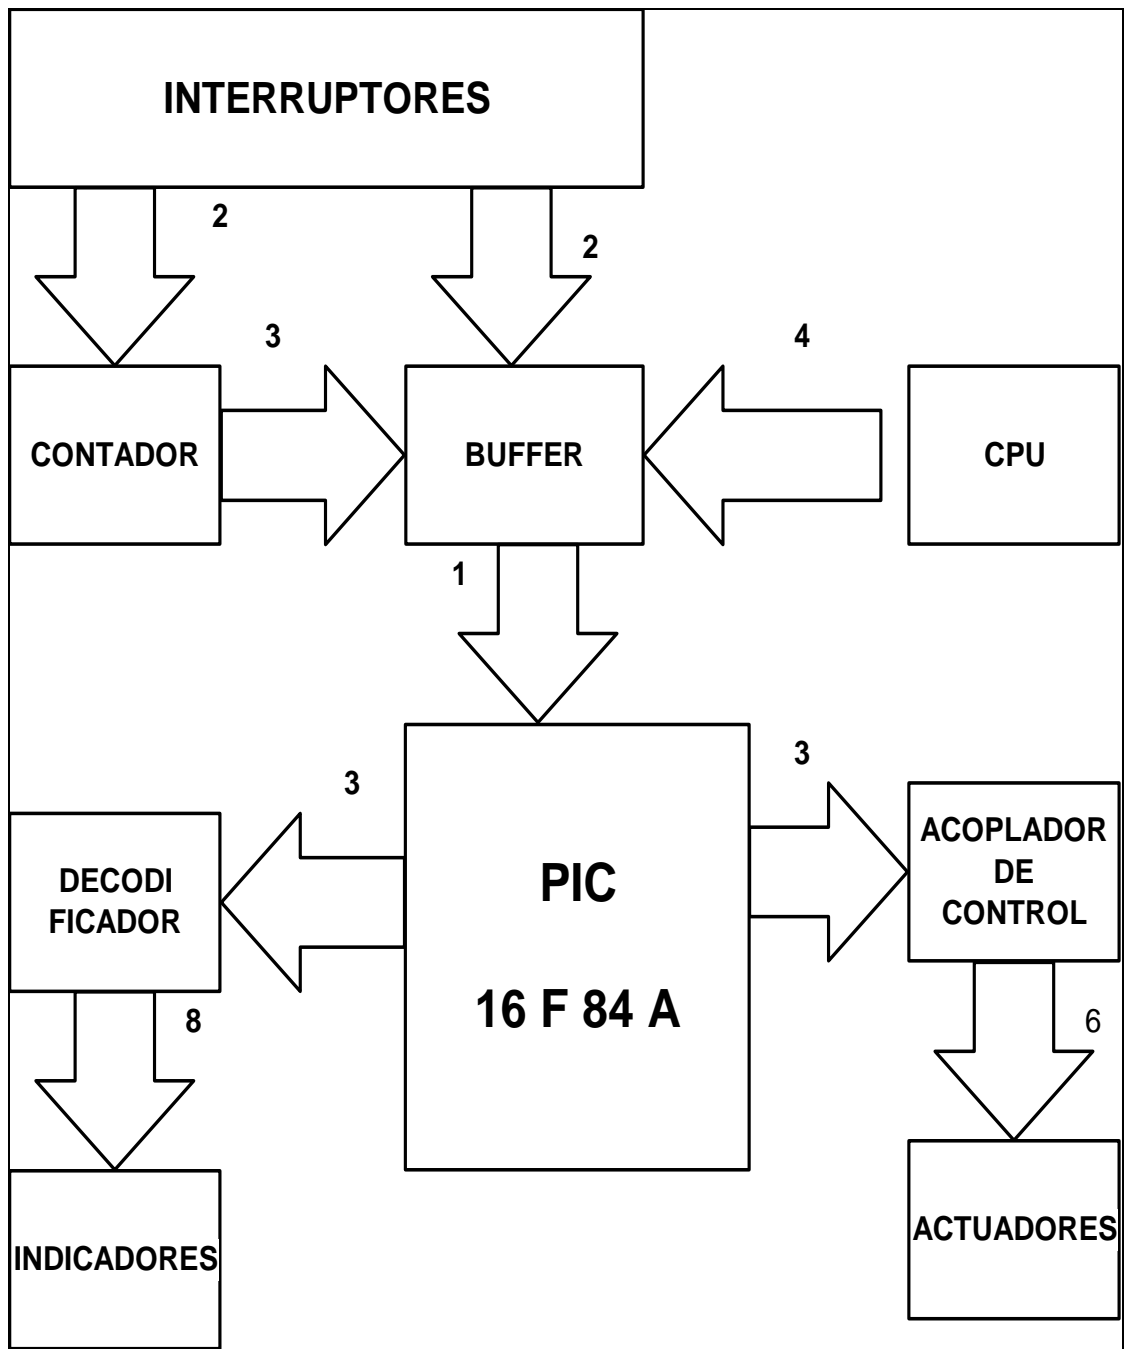 INTERRUPTORES
2
2
3
4
CONTADOR
BUFFER
CPU
1
3
3
DECODI
FICADOR
PIC
16 F 84 A
ACOPLADOR
DE
CONTROL
8
6
INDICADORES
ACTUADORES